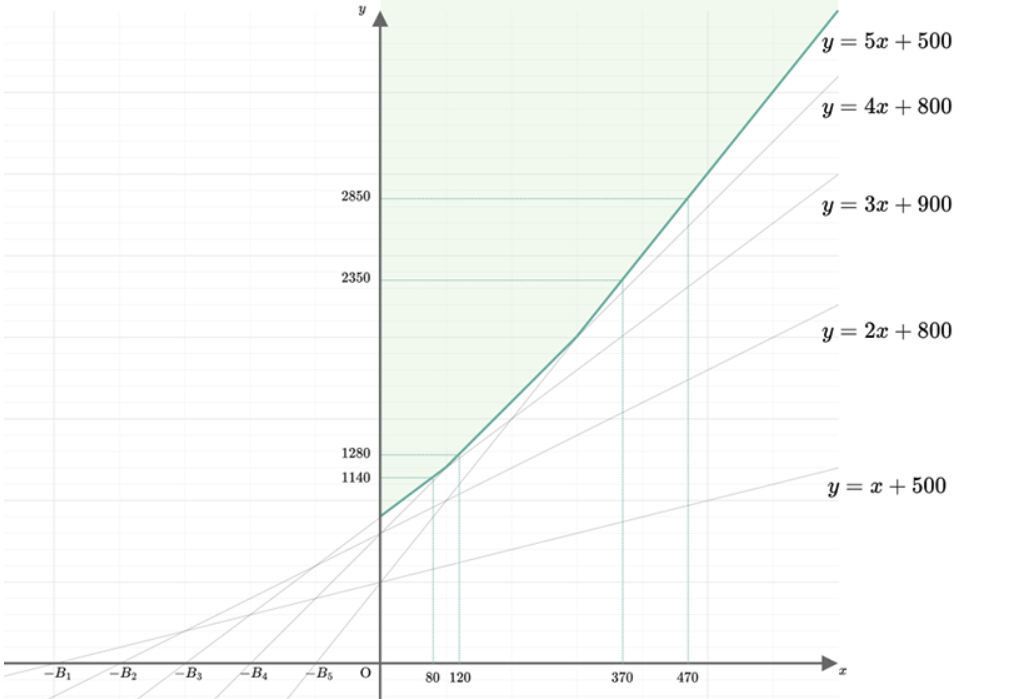 y
y = 5x + 500
y = 4x + 800
2850
y = 3x + 900
2350
y = 2x + 800
1280
1140
y = x + 500
−B₁ −B₂ −B₃ −B₄ −B₅ O 80 120 370 470 x